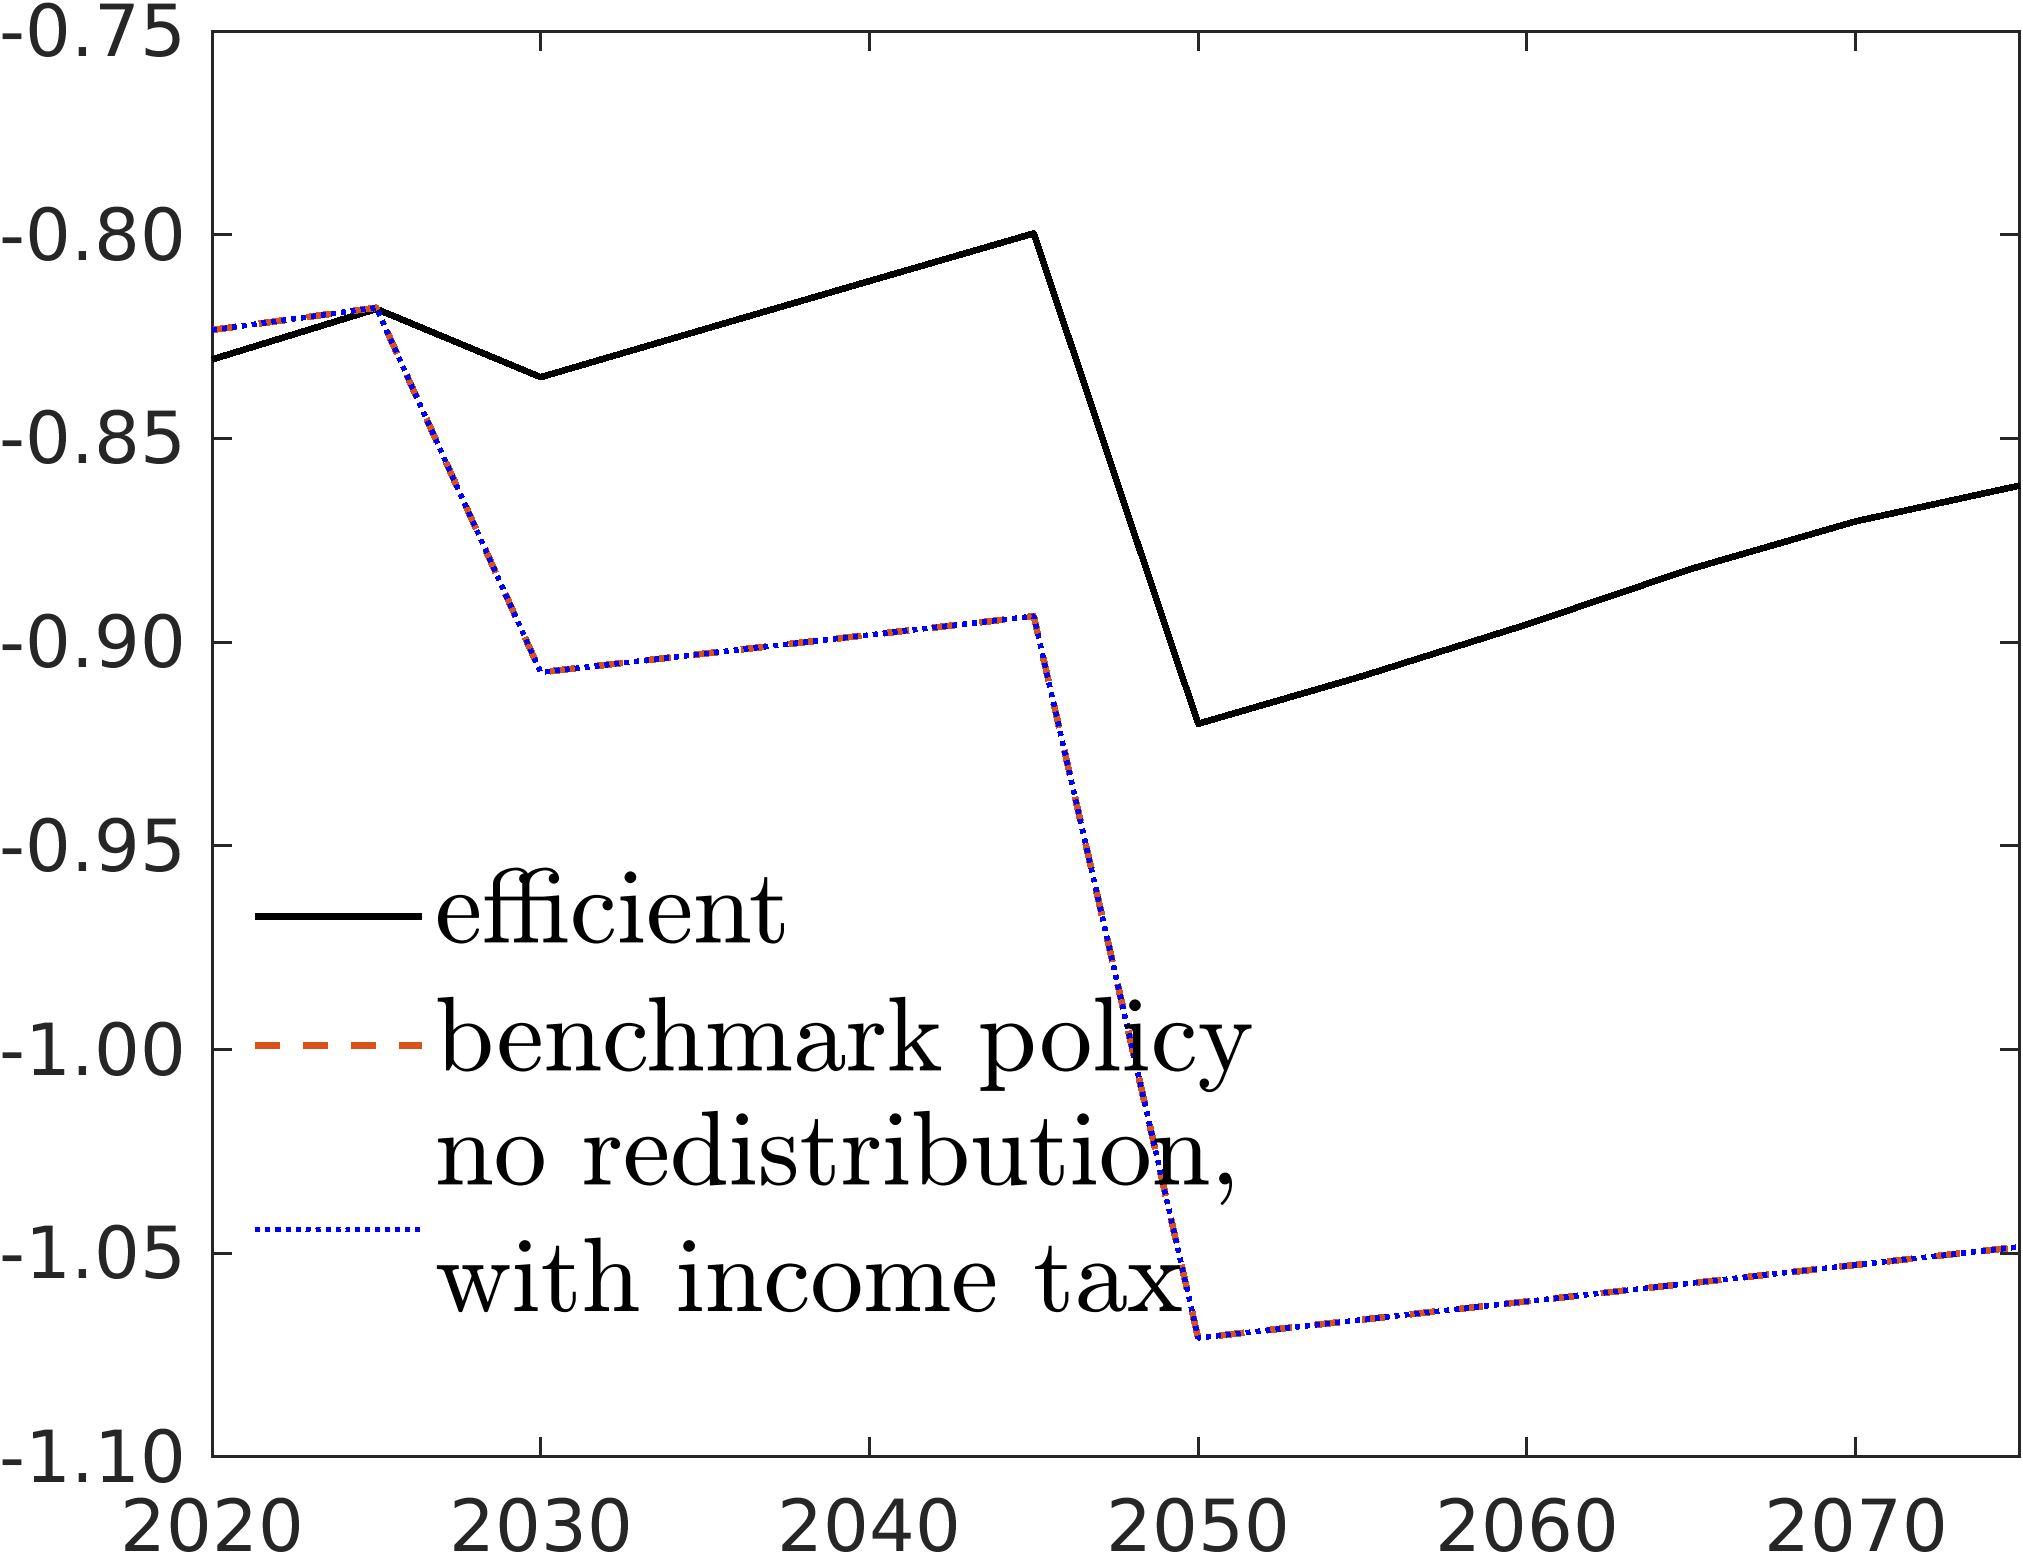 -0.75
-0.80
-0.85
-0.90
-0.95
-1.00
-1.05
-1.10
efficient
benchmark policy
no redistribution,
with income tax
2020 2030 2040 2050 2060 2070